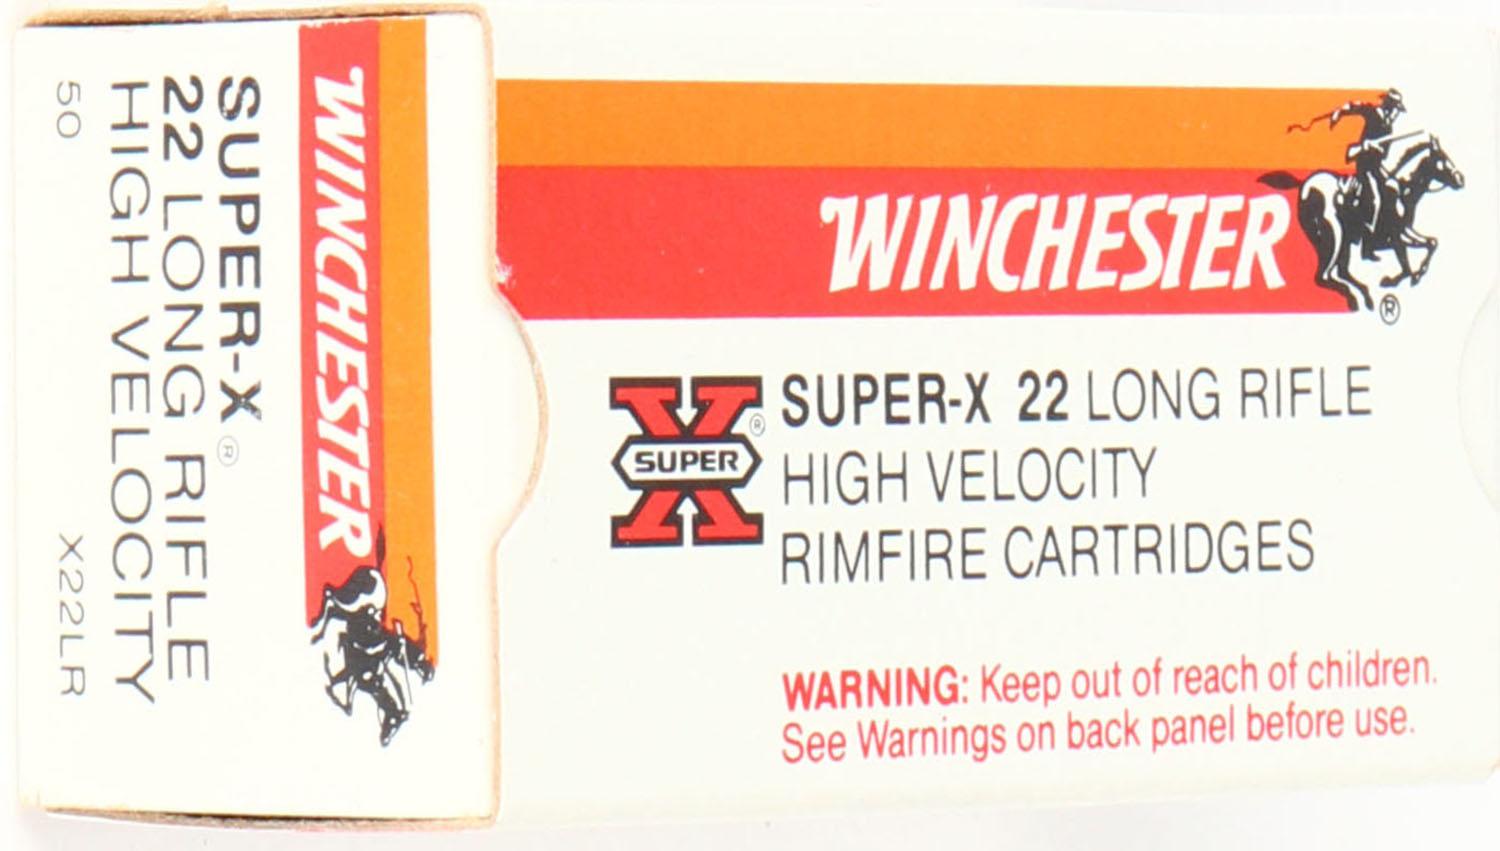 WINCHESTER
®
SUPER-X®
22 LONG RIFLE
HIGH VELOCITY
50 X22LR
WINCHESTER
®
X
SUPER
®
SUPER-X 22 LONG RIFLE
HIGH VELOCITY
RIMFIRE CARTRIDGES
WARNING: Keep out of reach of children.
See Warnings on back panel before use.